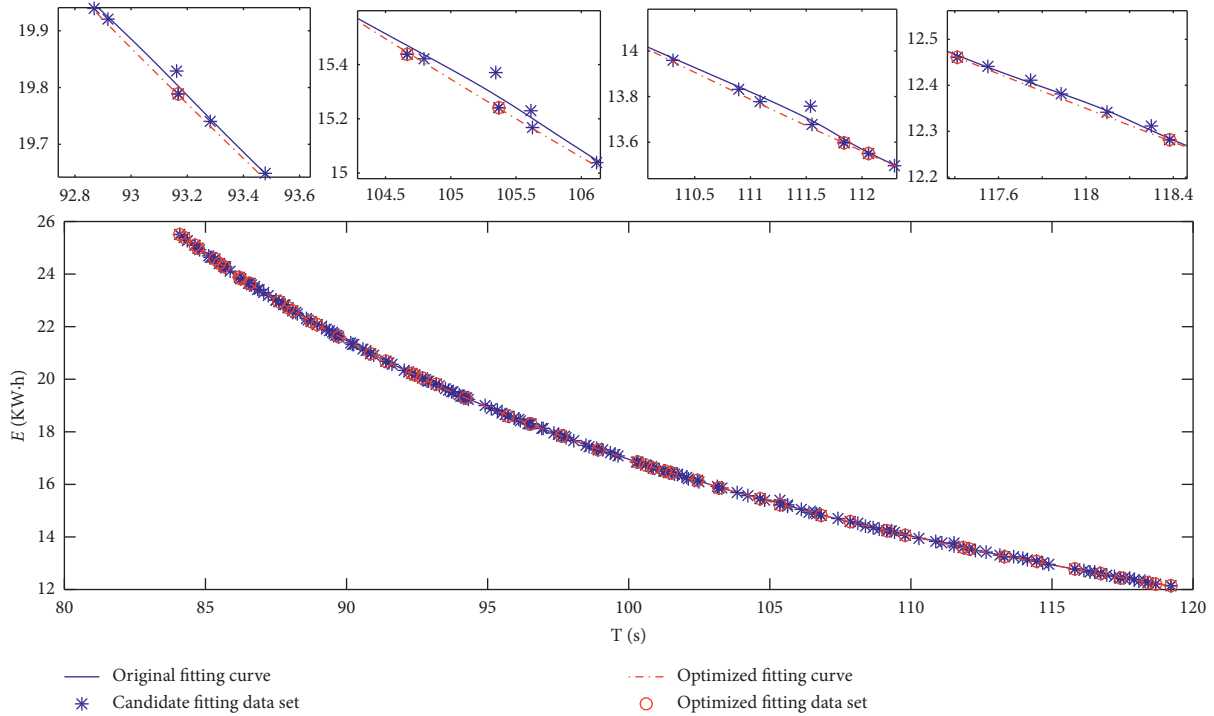 19.9
19.8
19.7
92.8 93 93.2 93.4 93.6
15.4
15.2
15
104.5 105 105.5 106
14
13.8
13.6
110.5 111 111.5 112
12.5
12.4
12.3
12.2
117.6 118 118.4
26
24
22
20
18
16
14
12
E (KW·h)
80 85 90 95 100 105 110 115 120
T (s)
Original fitting curve
Optimized fitting curve
Candidate fitting data set
Optimized fitting data set